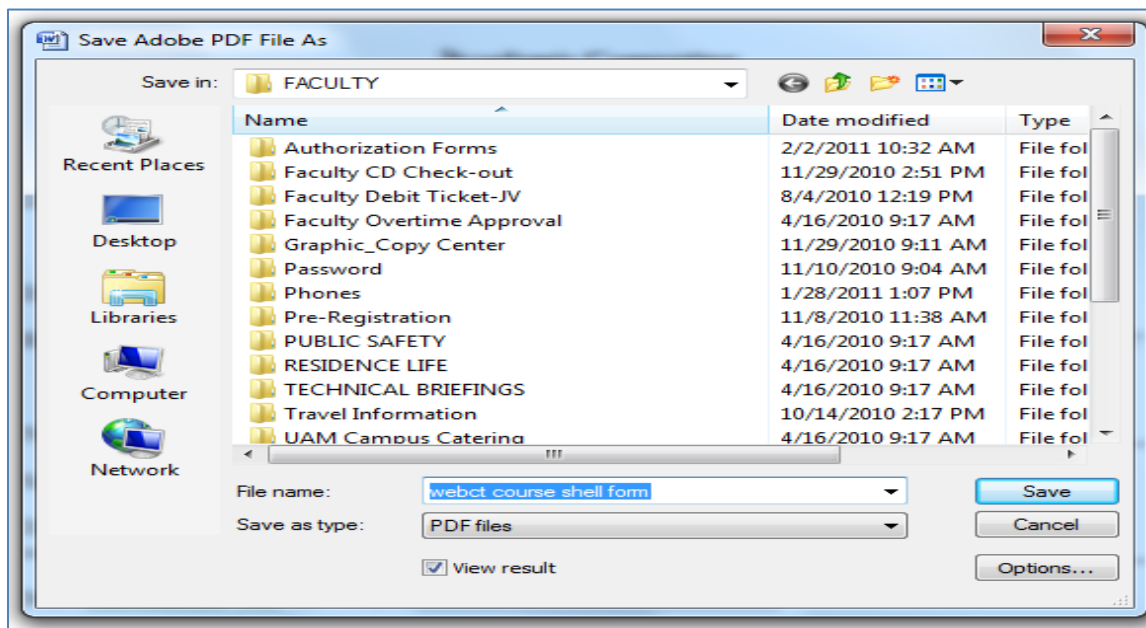 Save Adobe PDF File As
Save in: FACULTY
Name Date modified Type
Recent Places
Desktop
Libraries
Computer
Network
Authorization Forms 2/2/2011 10:32 AM File fol
Faculty CD Check-out 11/29/2010 2:51 PM File fol
Faculty Debit Ticket-JV 8/4/2010 12:19 PM File fol
Faculty Overtime Approval 4/16/2010 9:17 AM File fol
Graphic_Copy Center 11/29/2010 9:11 AM File fol
Password 11/10/2010 9:04 AM File fol
Phones 1/28/2011 1:07 PM File fol
Pre-Registration 11/8/2010 11:38 AM File fol
PUBLIC SAFETY 4/16/2010 9:17 AM File fol
RESIDENCE LIFE 4/16/2010 9:17 AM File fol
TECHNICAL BRIEFINGS 4/16/2010 9:17 AM File fol
Travel Information 10/14/2010 2:17 PM File fol
UAM Campus Catering 4/16/2010 9:17 AM File fol
File name: webct course shell form Save
Save as type: PDF files Cancel
View result Options...